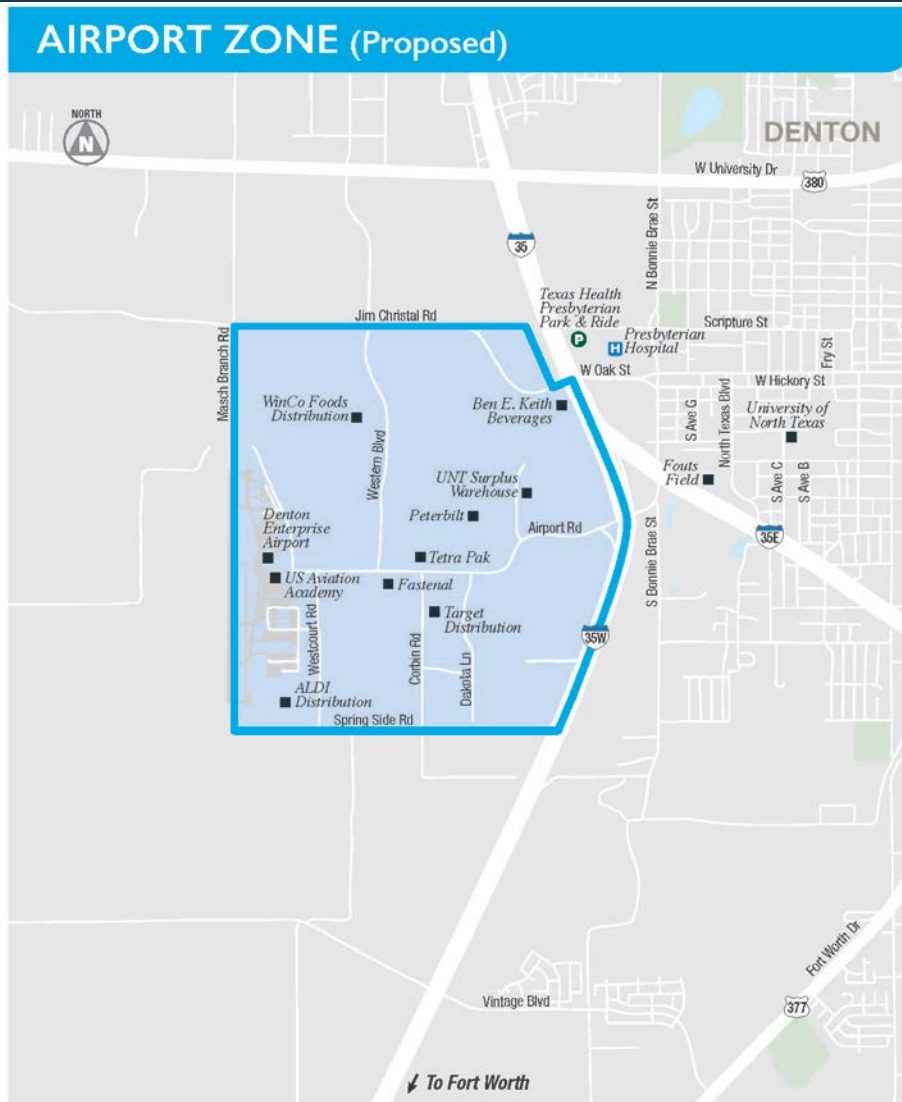 AIRPORT ZONE (Proposed)
NORTH
N
DENTON
W University Dr
380
N Bonnie Brae St
35
Texas Health
Presbyterian
Park & Ride
P
H
Presbyterian
Hospital
Scripture St
Fry St
Jim Christal Rd
Masch Branch Rd
W Oak St
W Hickory St
WinCo Foods
Distribution
Ben E. Keith
Beverages
S Ave G
North Texas Blvd
University of
North Texas
Western Blvd
UNT Surplus
Warehouse
Fouts
Field
S Ave C
S Ave B
Peterbilt
Denton
Enterprise
Airport
Airport Rd
S Bonnie Brae St
35E
Tetra Pak
US Aviation
Academy
Fastenal
Target
Distribution
Westcourt Rd
Corbin Rd
Dakota Ln
35W
ALDI
Distribution
Spring Side Rd
Fort Worth Dr
Vintage Blvd
377
To Fort Worth